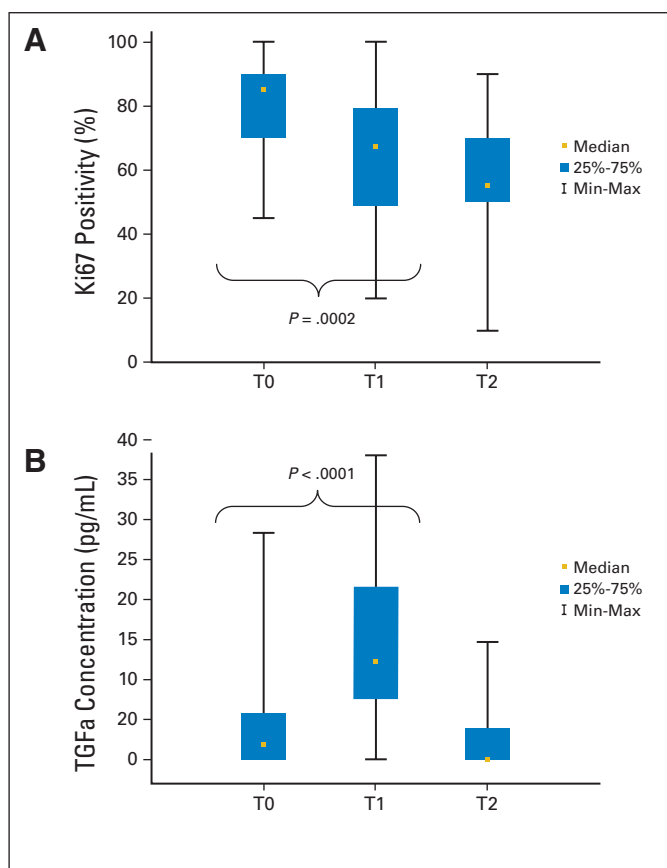 A
Ki67 Positivity (%)
100
80
60
40
20
0
P = .0002
T0
T1
T2
Median
25%-75%
Min-Max
B
TGFa Concentration (pg/mL)
40
35
30
25
20
15
10
20
0
P < .0001
T0
T1
T2
Median
25%-75%
Min-Max